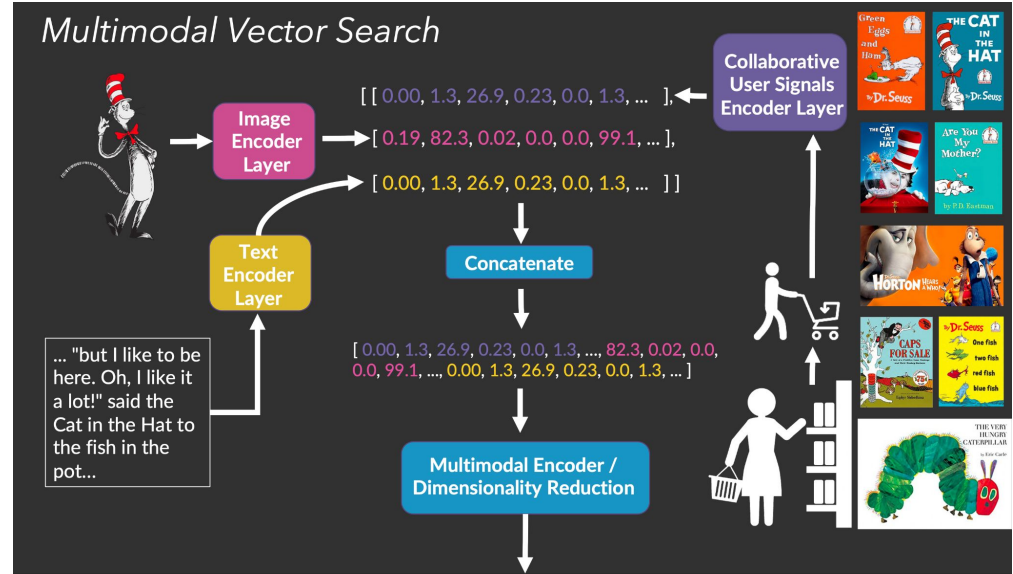 Multimodal Vector Search
[ [ 0.00, 1.3, 26.9, 0.23, 0.0, 1.3, ... ],
Collaborative
User Signals
Encoder Layer
Image
Encoder
Layer
[ 0.19, 82.3, 0.02, 0.0, 0.0, 99.1, ... ],
[ 0.00, 1.3, 26.9, 0.23, 0.0, 1.3, ... ] ]
Text
Encoder
Layer
Concatenate
[ 0.00, 1.3, 26.9, 0.23, 0.0, 1.3, ..., 82.3, 0.02, 0.0,
0.0, 99.1, ..., 0.00, 1.3, 26.9, 0.23, 0.0, 1.3, ... ]
... "but I like to be
here. Oh, I like it
a lot!" said the
Cat in the Hat to
the fish in the
pot...
Multimodal Encoder /
Dimensionality Reduction
Green
Eggs
and
Ham
By Dr. Seuss
THE CAT
IN
THE
HAT
By Dr. Seuss
THE CAT
IN THE
HAT
Are You
My
Mother?
by P.D. Eastman
HORTON HEARS A WHO!
CAPS
FOR SALE
75
By Dr. Seuss
One fish
two fish
red fish
blue fish
THE VERY
HUNGRY
CATERPILLAR
by Eric Carle